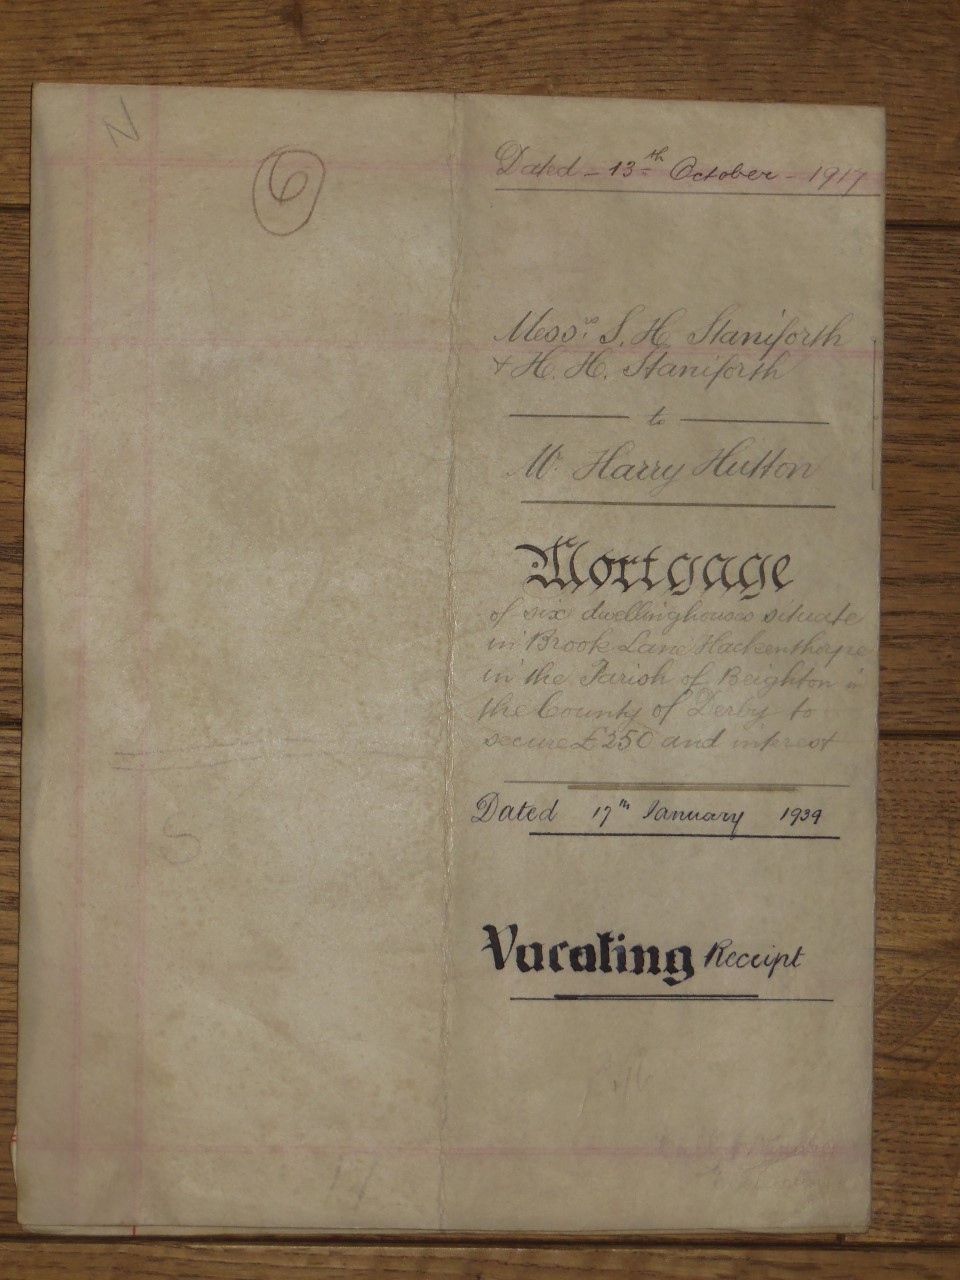 N
6
Dated - 13th October - 1917
Messrs. S. H. Staniforth
+ H. H. Staniforth
to
Mr. Harry Hutton
Mortgage
of six dwellinghouses situate
in Brook Lane Hackenthorpe
in the Parish of Beighton in
the County of Derby to
secure £250 and interest
Dated 17th January 1939
Vacating Receipt